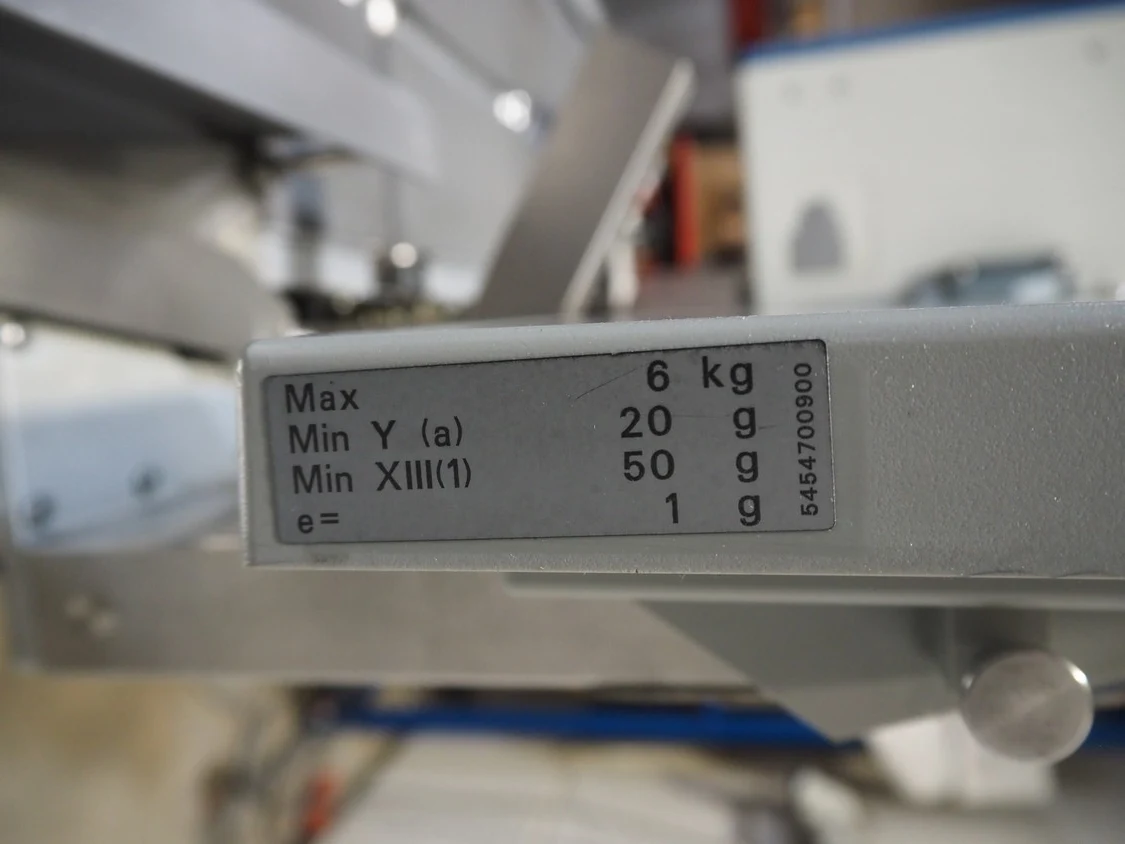 Max 6 kg
Min Y (a) 20 g
Min XIII(1) 50 g
e= 1 g
5454700900